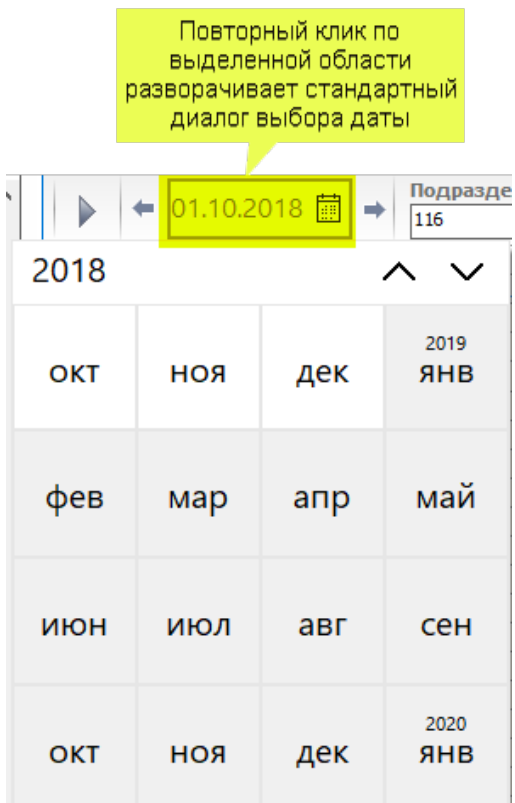 Повторный клик по
выделенной области
разворачивает стандартный
диалог выбора даты
01.10.2018
Подразде
116
2018
окт ноя дек 2019 янв
фев мар апр май
июн июл авг сен
окт ноя дек 2020 янв